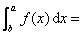 ∫_b^a f(x) dx =